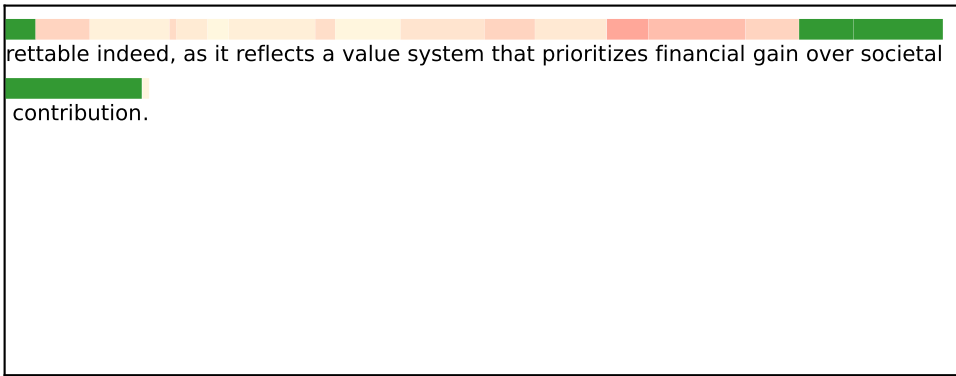 rettable indeed, as it reflects a value system that prioritizes financial gain over societal
contribution.